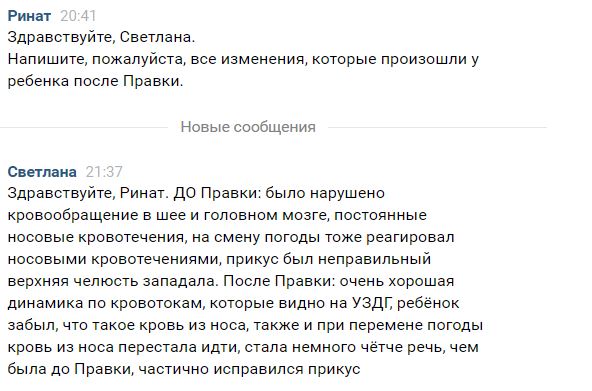 Ринат 20:41
Здравствуйте, Светлана.
Напишите, пожалуйста, все изменения, которые произошли у
ребенка после Правки.
Новые сообщения
Светлана 21:37
Здравствуйте, Ринат. ДО Правки: было нарушено
кровообращение в шее и головном мозге, постоянные
носовые кровотечения, на смену погоды тоже реагировал
носовыми кровотечениями, прикус был неправильный
верхняя челюсть западала. После Правки: очень хорошая
динамика по кровотокам, которые видно на УЗДГ, ребёнок
забыл, что такое кровь из носа, также и при перемене погоды
кровь из носа перестала идти, стала немного чётче речь, чем
была до Правки, частично исправился прикус